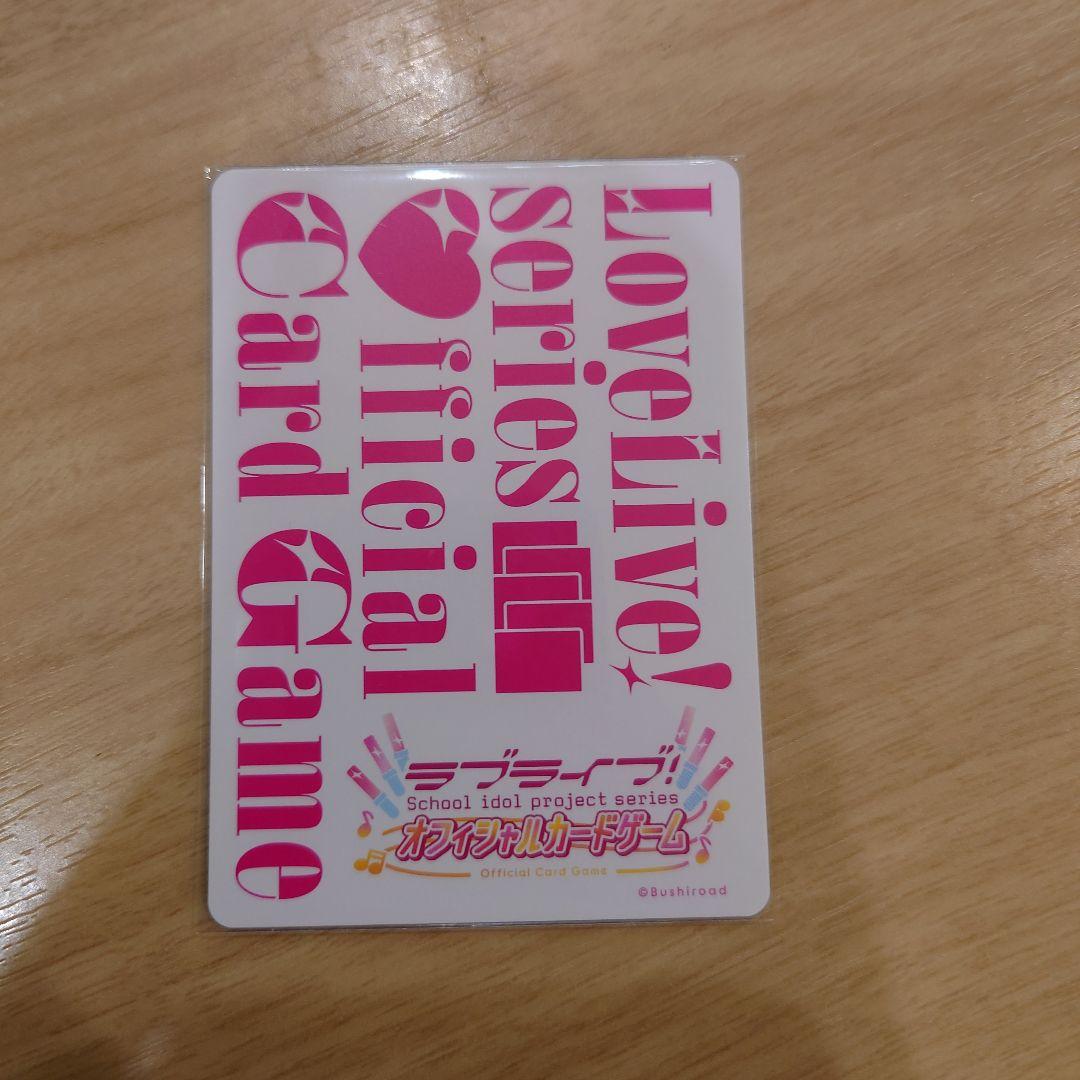 LoveLive!
series
official
Card Game
ラブライブ!
School idol project series
オフィシャルカードゲーム
Official Card Game
©Bushiroad